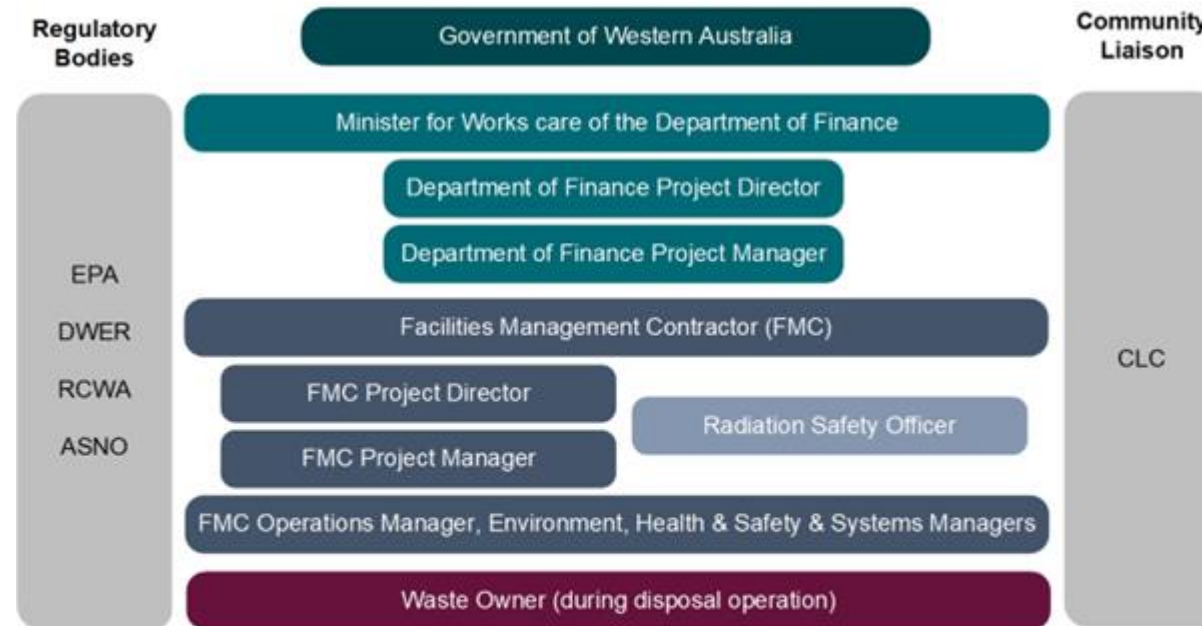 Regulatory
Bodies
Government of Western Australia
Community
Liaison
Minister for Works care of the Department of Finance
Department of Finance Project Director
Department of Finance Project Manager
EPA
DWER
RCWA
ASNO
Facilities Management Contractor (FMC)
FMC Project Director
Radiation Safety Officer
FMC Project Manager
FMC Operations Manager, Environment, Health & Safety & Systems Managers
Waste Owner (during disposal operation)
CLC